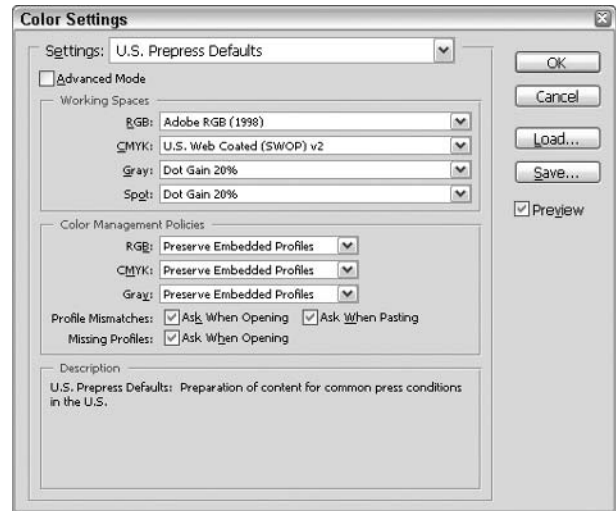 Color Settings
Settings: U.S. Prepress Defaults
Advanced Mode
Working Spaces
RGB: Adobe RGB (1998)
CMYK: U.S. Web Coated (SWOP) v2
Gray: Dot Gain 20%
Spot: Dot Gain 20%
Color Management Policies
RGB: Preserve Embedded Profiles
CMYK: Preserve Embedded Profiles
Gray: Preserve Embedded Profiles
Profile Mismatches: Ask When Opening Ask When Pasting
Missing Profiles: Ask When Opening
Description
U.S. Prepress Defaults: Preparation of content for common press conditions
in the U.S.
OK
Cancel
Load...
Save...
Preview